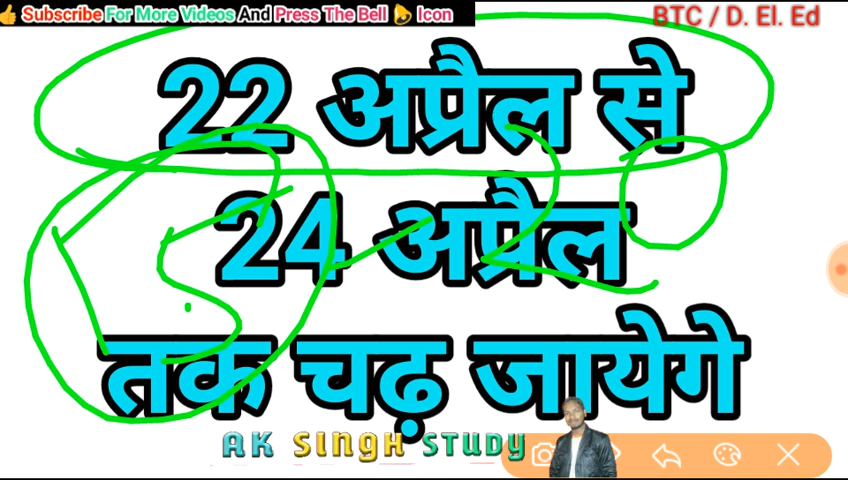 👍 Subscribe For More Videos And Press The Bell 🔔 Icon
BTC / D. El. Ed
22 अप्रैल से
24 अप्रैल
तक चढ़ जायेगे
AK SINGH STUDY